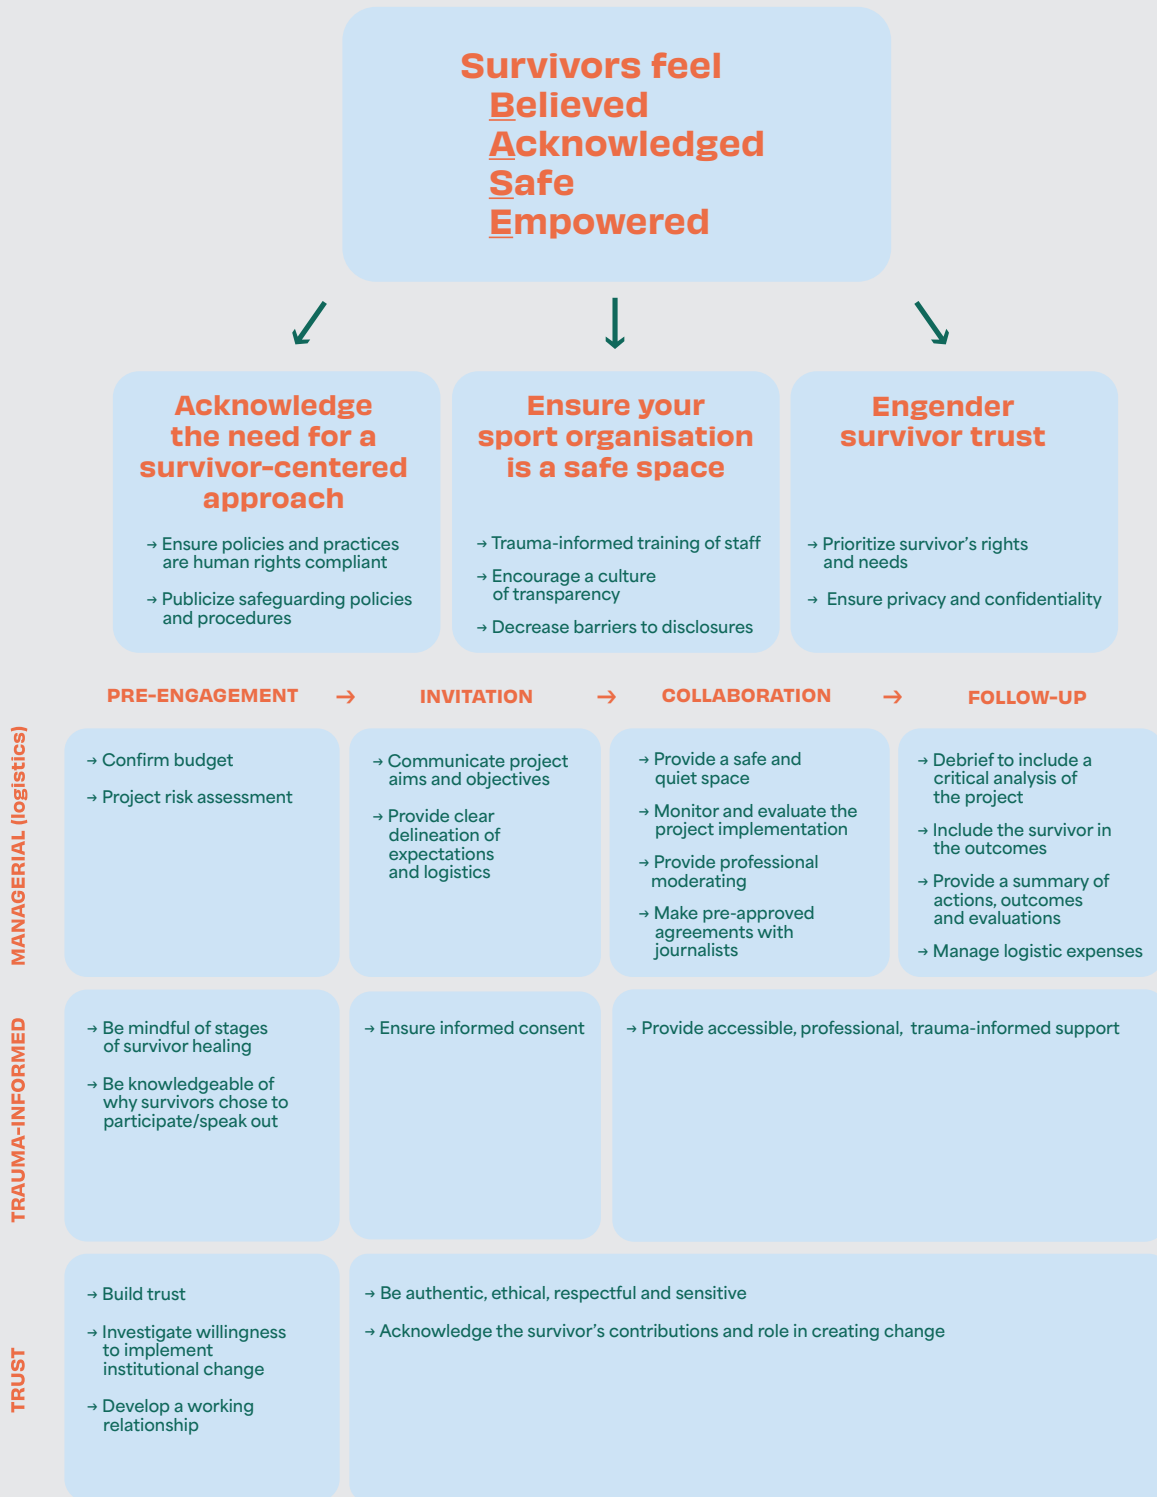 Survivors feel
Believed
Acknowledged
Safe
Empowered
Acknowledge
the need for a
survivor-centered
approach
→ Ensure policies and practices
are human rights compliant
→ Publicize safeguarding policies
and procedures
Ensure your
sport organisation
is a safe space
→ Trauma-informed training of staff
→ Encourage a culture
of transparency
→ Decrease barriers to disclosures
Engender
survivor trust
→ Prioritize survivor's rights
and needs
→ Ensure privacy and confidentiality
PRE-ENGAGEMENT → INVITATION → COLLABORATION → FOLLOW-UP
MANAGERIAL (logistics)
→ Confirm budget
→ Project risk assessment
→ Communicate project
aims and objectives
→ Provide clear
delineation of
expectations
and logistics
→ Provide a safe and
quiet space
→ Monitor and evaluate the
project implementation
→ Provide professional
moderating
→ Make pre-approved
agreements with
journalists
→ Debrief to include a
critical analysis of
the project
→ Include the survivor in
the outcomes
→ Provide a summary of
actions, outcomes
and evaluations
→ Manage logistic expenses
TRAUMA-INFORMED
→ Be mindful of stages
of survivor healing
→ Be knowledgeable of
why survivors chose to
participate/speak out
→ Ensure informed consent
→ Provide accessible, professional, trauma-informed support
TRUST
→ Build trust
→ Investigate willingness
to implement
institutional change
→ Develop a working
relationship
→ Be authentic, ethical, respectful and sensitive
→ Acknowledge the survivor's contributions and role in creating change